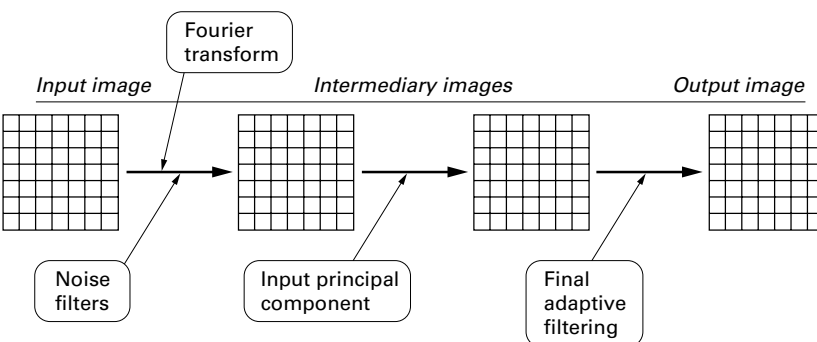 Fourier
transform
Input image
Intermediary images
Output image
Noise
filters
Input principal
component
Final
adaptive
filtering